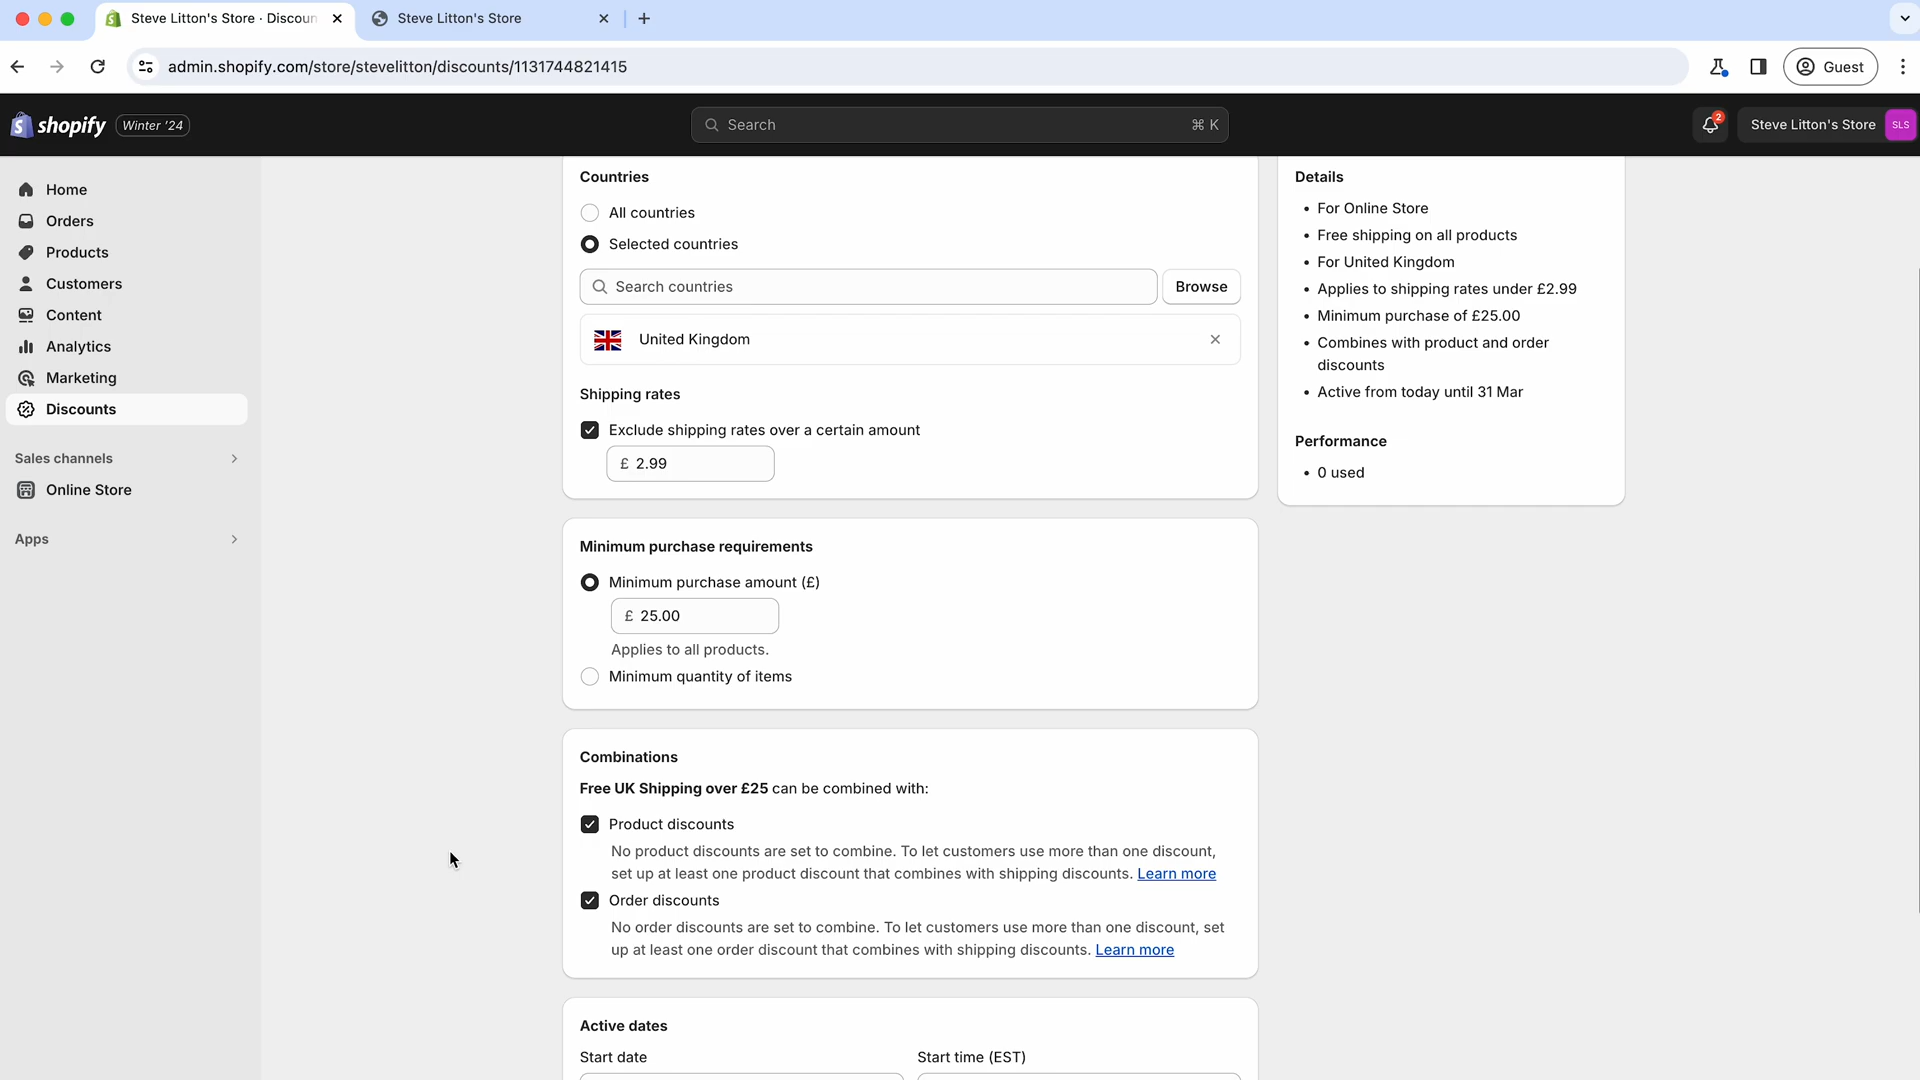 Steve Litton's Store · Discoun
Steve Litton's Store
admin.shopify.com/store/stevelitton/discounts/1131744821415
Guest
shopify
Winter '24
Search
⌘ K
2
Steve Litton's Store
SLS
Home
Orders
Products
Customers
Content
Analytics
Marketing
Discounts
Sales channels
Online Store
Apps
Countries
All countries
Selected countries
Search countries
Browse
United Kingdom
Shipping rates
Exclude shipping rates over a certain amount
£ 2.99
Minimum purchase requirements
Minimum purchase amount (£)
£ 25.00
Applies to all products.
Minimum quantity of items
Combinations
Free UK Shipping over £25 can be combined with:
Product discounts
No product discounts are set to combine. To let customers use more than one discount,
set up at least one product discount that combines with shipping discounts. Learn more
Order discounts
No order discounts are set to combine. To let customers use more than one discount, set
up at least one order discount that combines with shipping discounts. Learn more
Active dates
Start date
Start time (EST)
Details
• For Online Store
• Free shipping on all products
• For United Kingdom
• Applies to shipping rates under £2.99
• Minimum purchase of £25.00
• Combines with product and order
discounts
• Active from today until 31 Mar
Performance
• 0 used